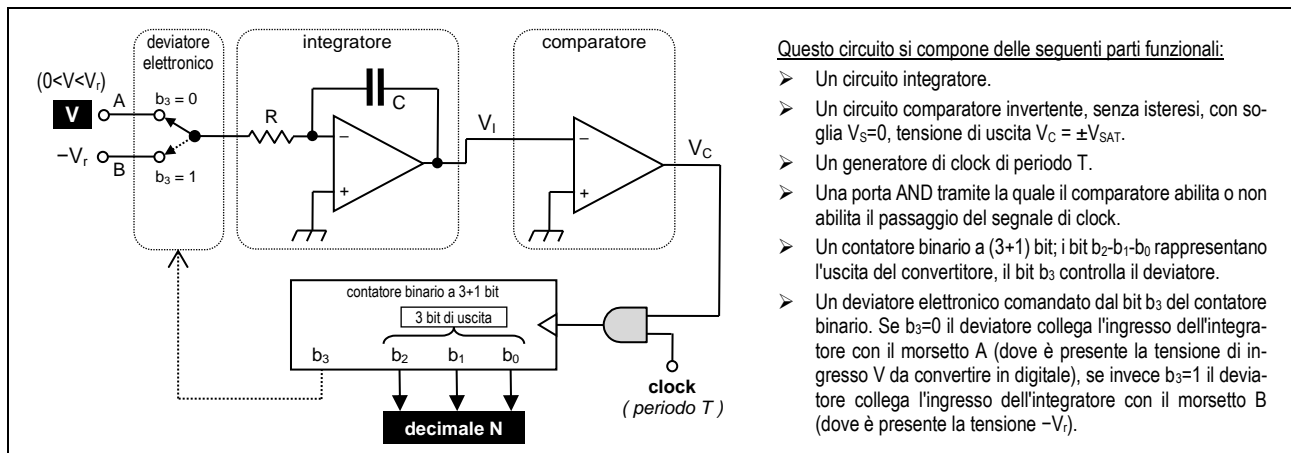 deviatore
elettronico
integratore
comparatore
(0<V<Vr)
V
A
b3 = 0
−Vr
B
b3 = 1
R
C
−
+
VI
−
+
VC
contatore binario a 3+1 bit
3 bit di uscita
b3 b2 b1 b0
decimale N
clock
( periodo T )
Questo circuito si compone delle seguenti parti funzionali:
➢ Un circuito integratore.
➢ Un circuito comparatore invertente, senza isteresi, con so-
glia VS=0, tensione di uscita VC = ±VSAT.
➢ Un generatore di clock di periodo T.
➢ Una porta AND tramite la quale il comparatore abilita o non
abilita il passaggio del segnale di clock.
➢ Un contatore binario a (3+1) bit; i bit b2-b1-b0 rappresentano
l'uscita del convertitore, il bit b3 controlla il deviatore.
➢ Un deviatore elettronico comandato dal bit b3 del contatore
binario. Se b3=0 il deviatore collega l'ingresso dell'integra-
tore con il morsetto A (dove è presente la tensione di in-
gresso V da convertire in digitale), se invece b3=1 il devia-
tore collega l'ingresso dell'integratore con il morsetto B
(dove è presente la tensione −Vr).